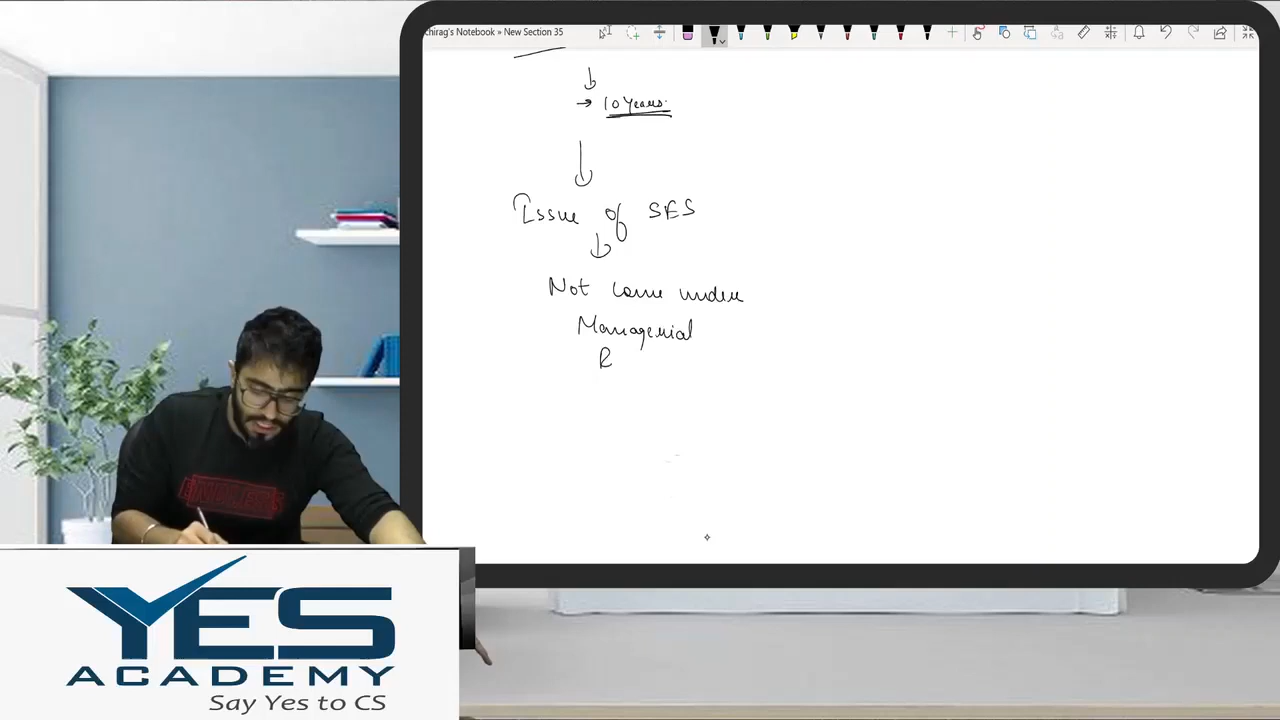 chirag's Notebook » New Section 35
→ 10 Years.
Issue of SES
Not come under
Managerial
R
YES
ACADEMY
Say Yes to CS